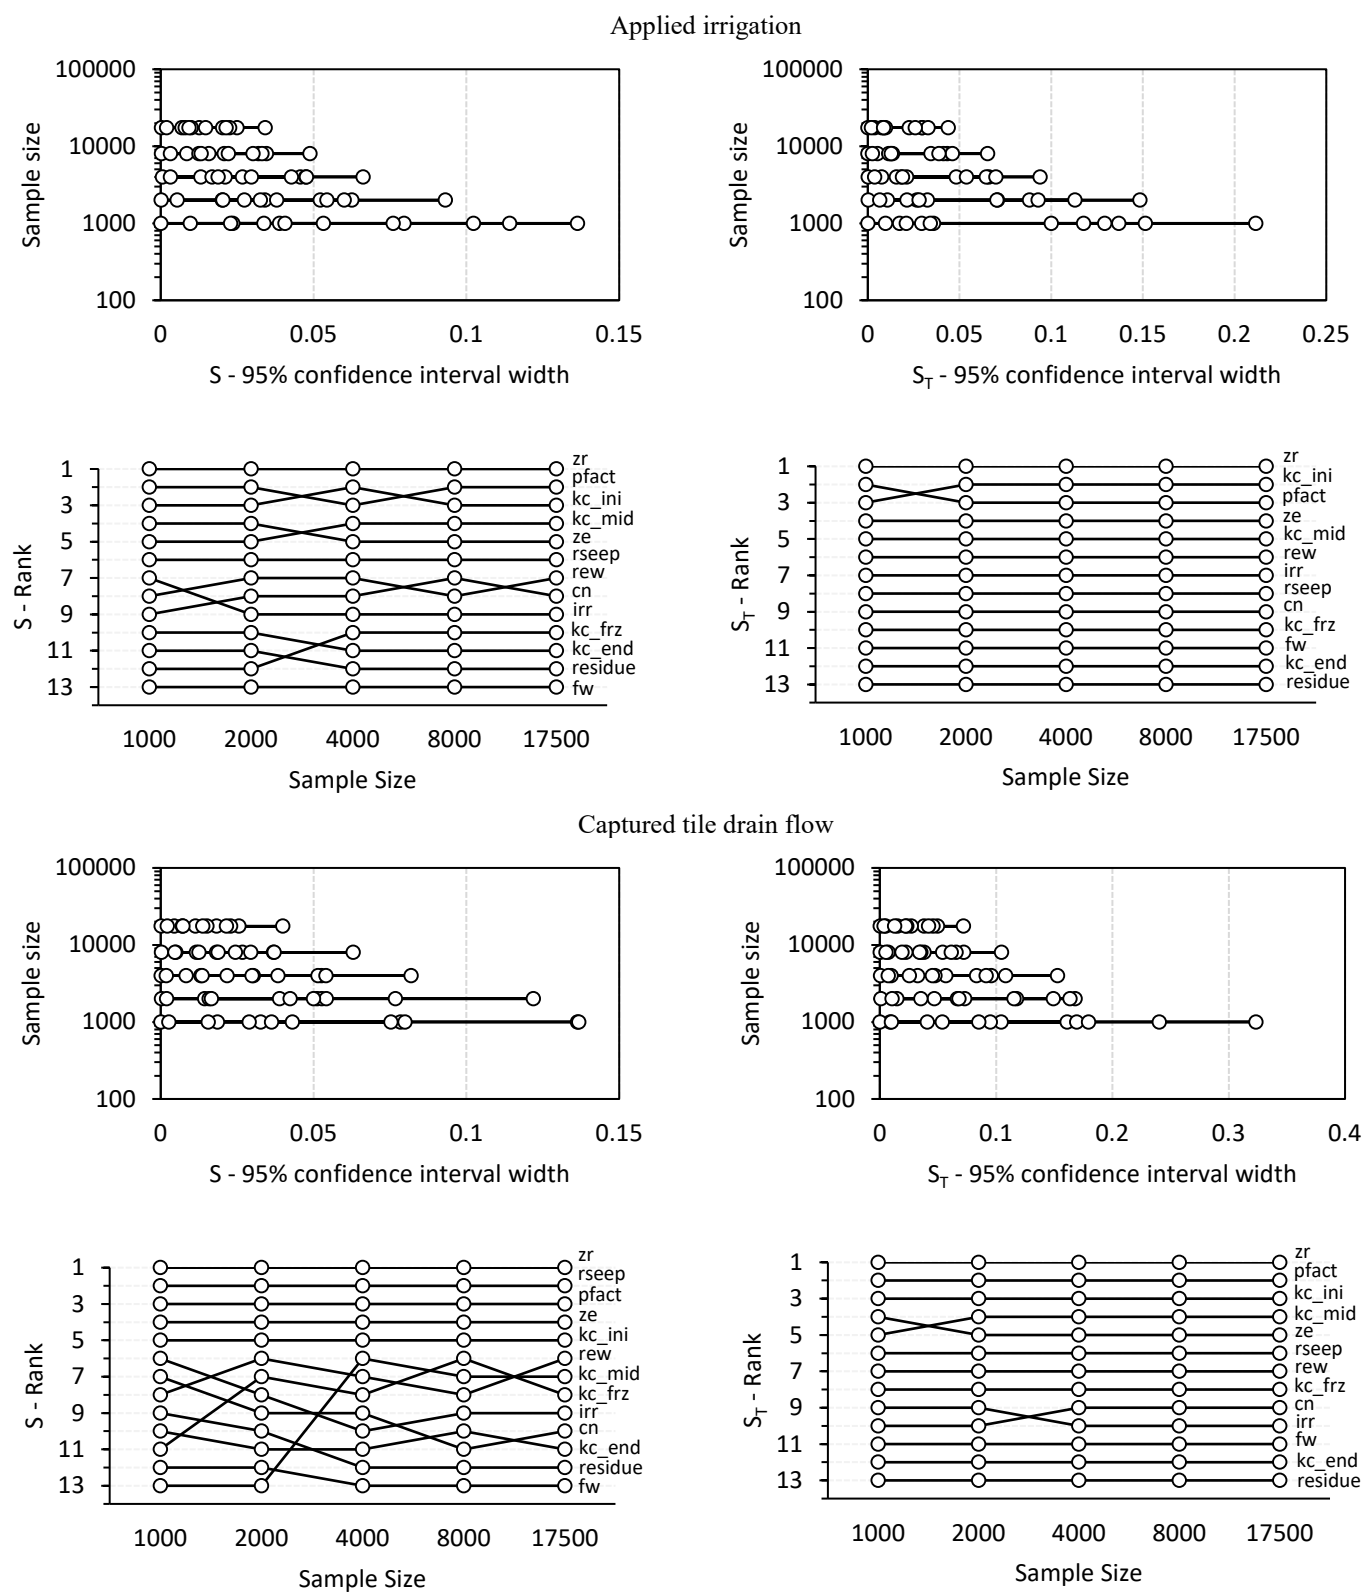 Applied irrigation
100000
10000
1000
100
Sample size
0 0.05 0.1 0.15
S - 95% confidence interval width
100000
10000
1000
100
Sample size
0 0.05 0.1 0.15 0.2 0.25
S_T - 95% confidence interval width
1
3
5
7
9
11
13
S - Rank
zr
pfact
kc_ini
kc_mid
ze
rseep
rew
cn
irr
kc_frz
kc_end
residue
fw
1000 2000 4000 8000 17500
Sample Size
1
3
5
7
9
11
13
S_T - Rank
zr
kc_ini
pfact
ze
kc_mid
rew
irr
rseep
cn
kc_frz
fw
kc_end
residue
1000 2000 4000 8000 17500
Sample Size
Captured tile drain flow
100000
10000
1000
100
Sample size
0 0.05 0.1 0.15
S - 95% confidence interval width
100000
10000
1000
100
Sample size
0 0.1 0.2 0.3 0.4
S_T - 95% confidence interval width
1
3
5
7
9
11
13
S - Rank
zr
rseep
pfact
ze
kc_ini
rew
kc_mid
kc_frz
irr
cn
kc_end
residue
fw
1000 2000 4000 8000 17500
Sample Size
1
3
5
7
9
11
13
S_T - Rank
zr
pfact
kc_ini
kc_mid
ze
rseep
rew
kc_frz
cn
irr
fw
kc_end
residue
1000 2000 4000 8000 17500
Sample Size